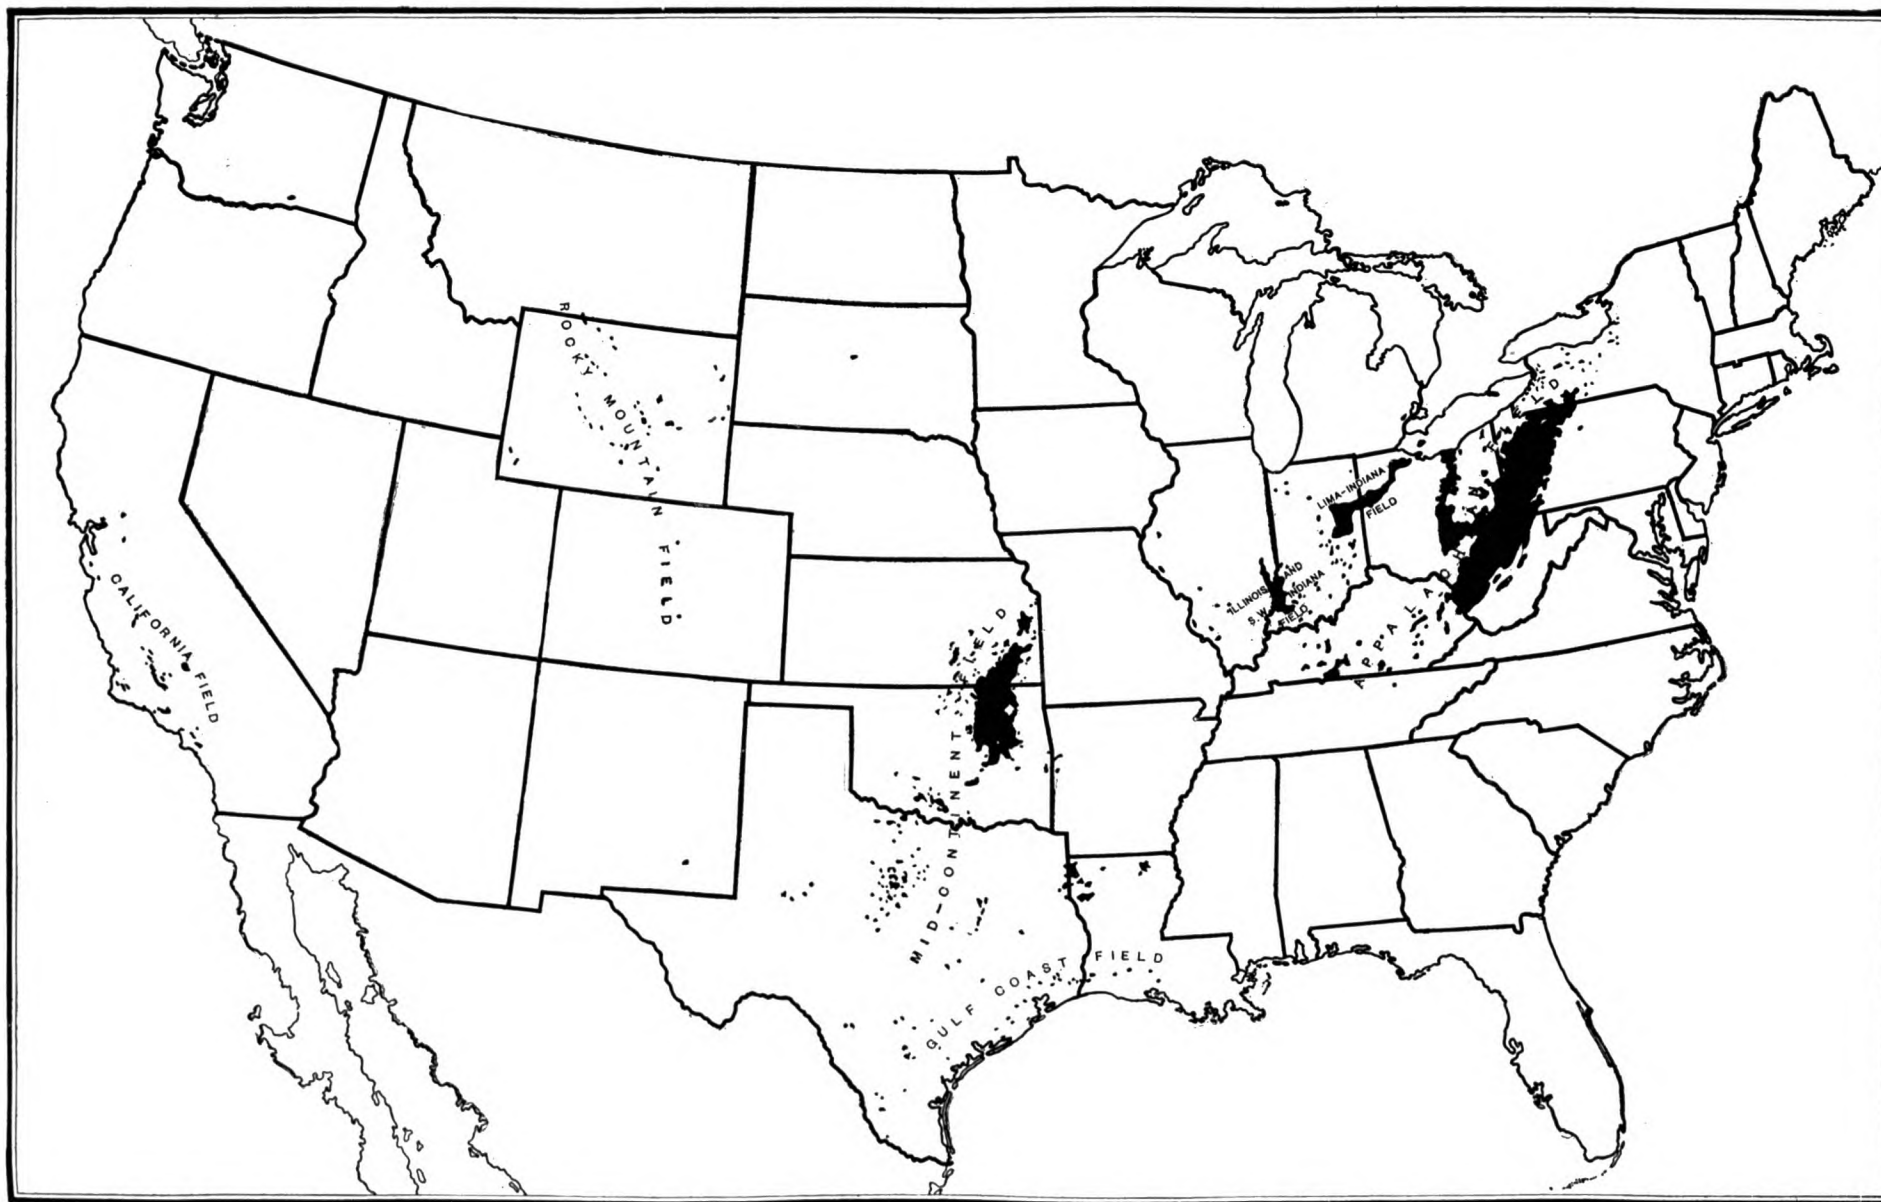 ROCKY MOUNTAIN FIELD
CALIFORNIA FIELD
MID-CONTINENT FIELD
GULF COAST FIELD
LIMA-INDIANA
FIELD
ILLINOIS AND
S.W. INDIANA
FIELD
APPALACHIAN FIELD